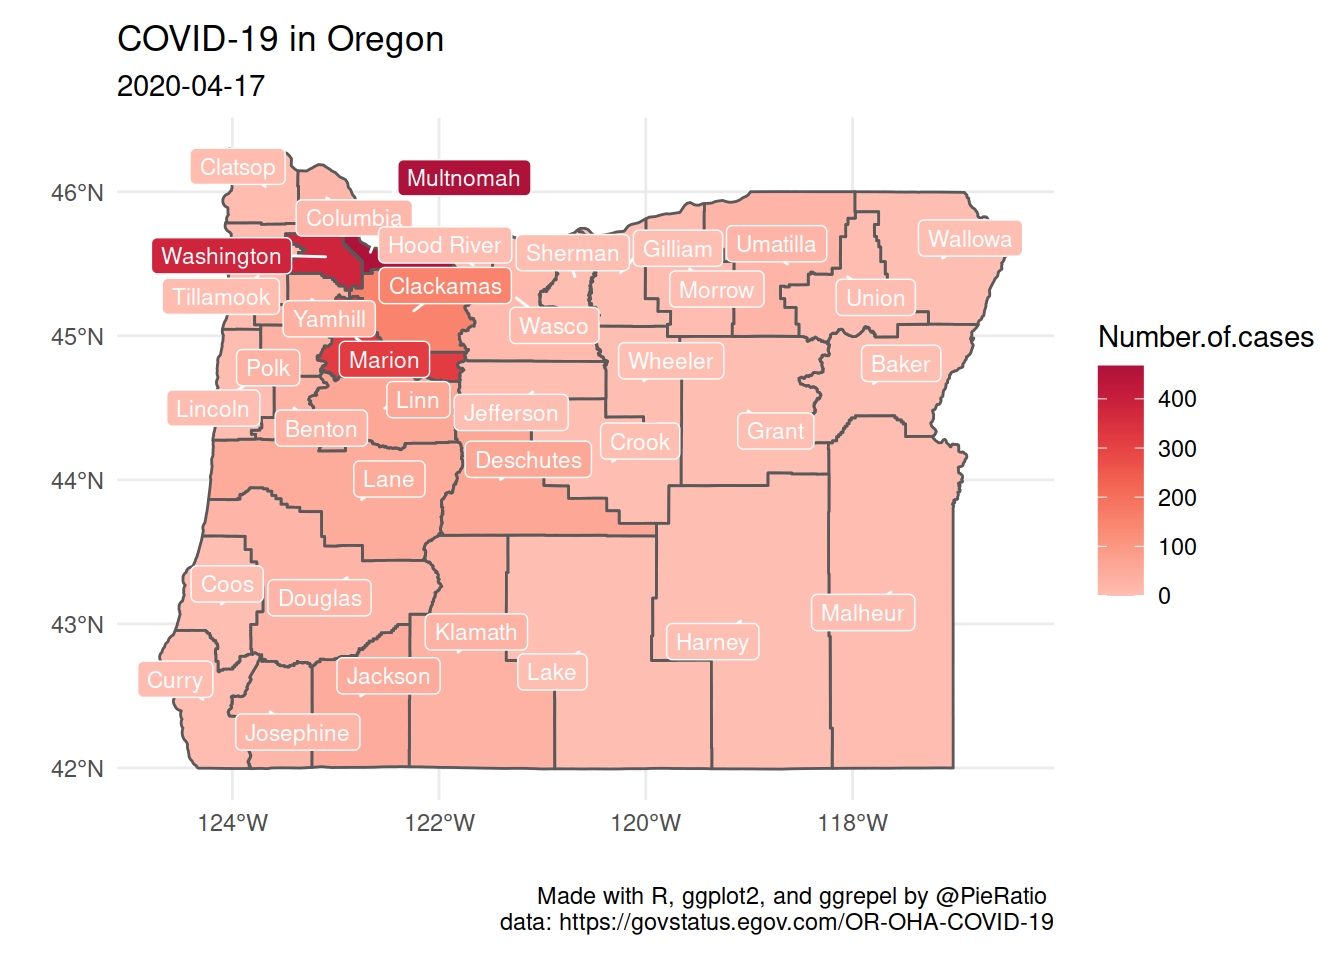 COVID-19 in Oregon
2020-04-17
Clatsop
Multnomah
46°N
Columbia
Hood River
Washington
Sherman
Gilliam
Umatilla
Wallowa
Tillamook
Clackamas
Morrow
Union
Yamhill
Wasco
45°N
Marion
Wheeler
Baker
Polk
Lincoln
Linn
Jefferson
Benton
Crook
Grant
Deschutes
44°N
Lane
Coos
Douglas
Malheur
43°N
Klamath
Harney
Curry
Jackson
Lake
Josephine
42°N
124°W 122°W 120°W 118°W
Number.of.cases
400
300
200
100
0
Made with R, ggplot2, and ggrepel by @PieRatio
data: https://govstatus.egov.com/OR-OHA-COVID-19